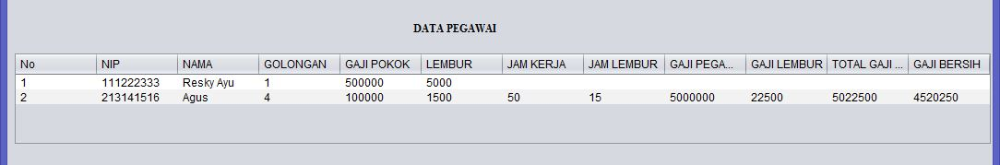 DATA PEGAWAI
No NIP NAMA GOLONGAN GAJI POKOK LEMBUR JAM KERJA JAM LEMBUR GAJI PEGA... GAJI LEMBUR TOTAL GAJI ... GAJI BERSIH
1 111222333 Resky Ayu 1 500000 5000
2 213141516 Agus 4 100000 1500 50 15 5000000 22500 5022500 4520250